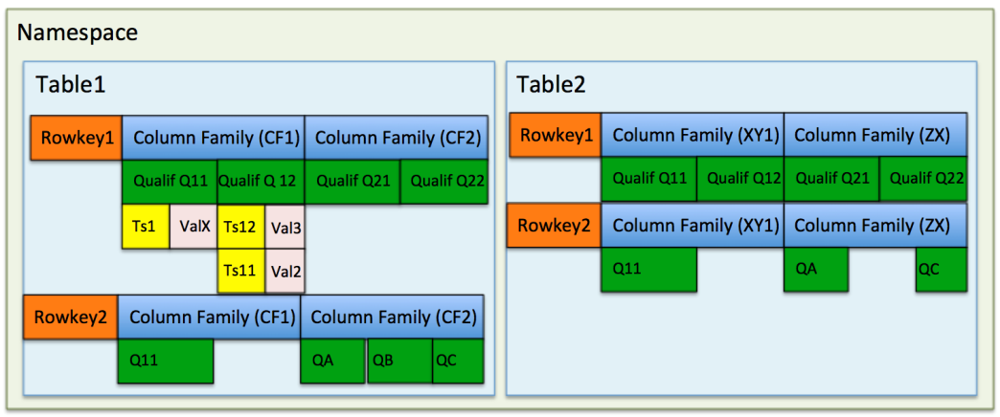 Namespace
Table1
Rowkey1 Column Family (CF1) Column Family (CF2)
Qualif Q11 Qualif Q 12 Qualif Q21 Qualif Q22
Ts1 ValX Ts12 Val3
Ts11 Val2
Rowkey2 Column Family (CF1) Column Family (CF2)
Q11 QA QB QC
Table2
Rowkey1 Column Family (XY1) Column Family (ZX)
Qualif Q11 Qualif Q12 Qualif Q21 Qualif Q22
Rowkey2 Column Family (XY1) Column Family (ZX)
Q11 QA QC